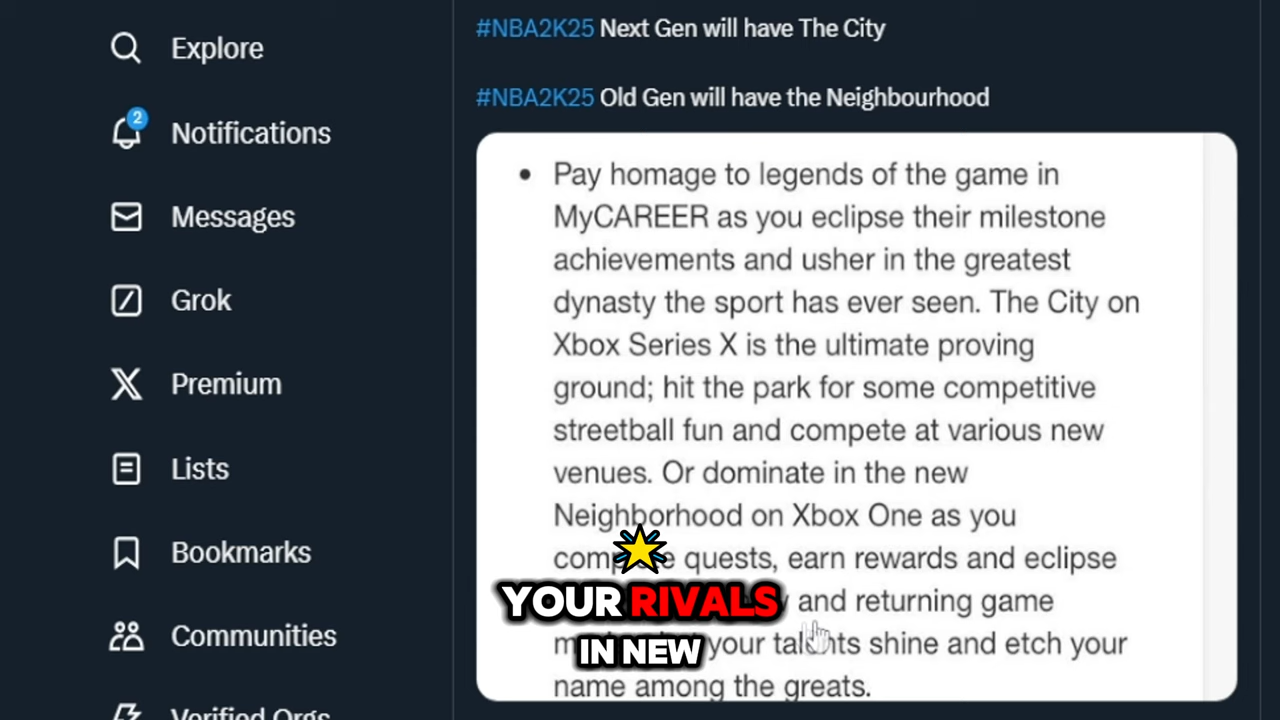 Explore
Notifications
2
Messages
Grok
Premium
Lists
Bookmarks
Communities
Verified Orgs
#NBA2K25 Next Gen will have The City
#NBA2K25 Old Gen will have the Neighbourhood
• Pay homage to legends of the game in
MyCAREER as you eclipse their milestone
achievements and usher in the greatest
dynasty the sport has ever seen. The City on
Xbox Series X is the ultimate proving
ground; hit the park for some competitive
streetball fun and compete at various new
venues. Or dominate in the new
Neighborhood on Xbox One as you
quests, earn rewards and eclipse
and returning game
your talents shine and etch your
name among the greats.
YOUR RIVALS
IN NEW